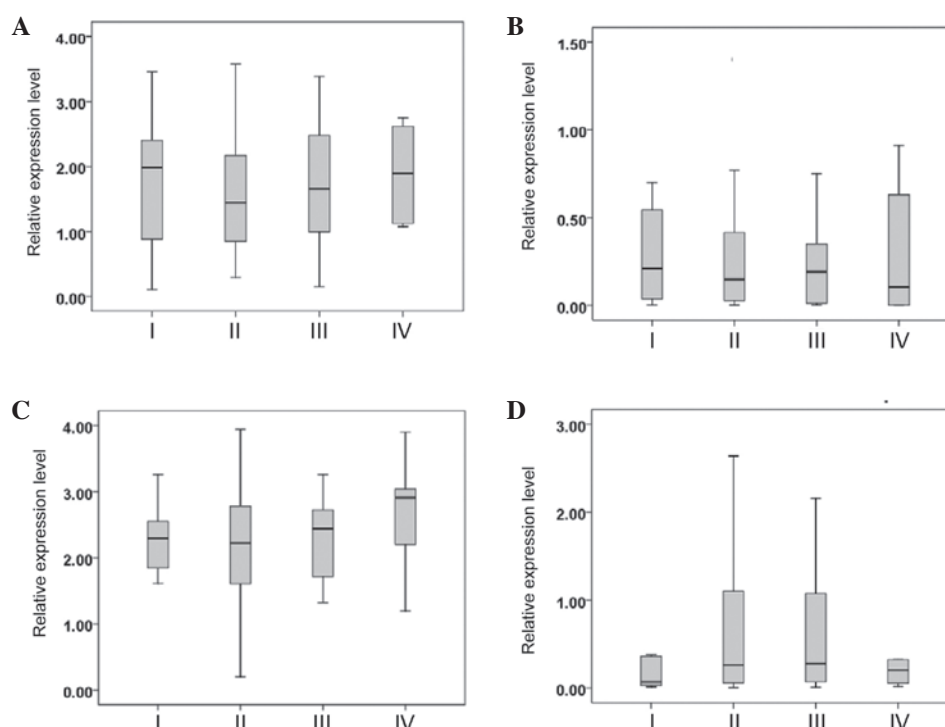 A
Relative expression level
4.00
3.00
2.00
1.00
0.00
I II III IV
B
Relative expression level
1.50
1.00
0.50
0.00
I II III IV
C
Relative expression level
4.00
3.00
2.00
1.00
0.00
I II III IV
D
Relative expression level
3.00
2.00
1.00
0.00
I II III IV